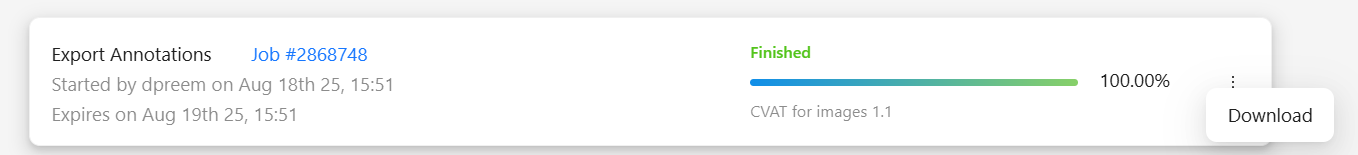 Export Annotations Job #2868748
Started by dpreem on Aug 18th 25, 15:51
Expires on Aug 19th 25, 15:51
Finished
100.00%
CVAT for images 1.1
Download